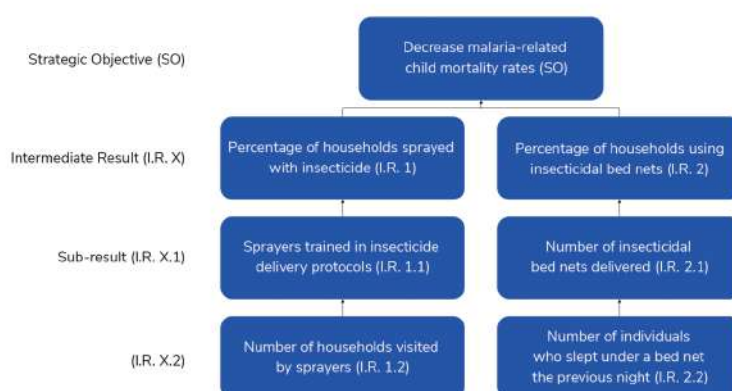 Strategic Objective (SO)
Decrease malaria-related
child mortality rates (SO)
Intermediate Result (I.R. X)
Percentage of households sprayed
with insecticide (I.R. 1)
Percentage of households using
insecticidal bed nets (I.R. 2)
Sub-result (I.R. X.1)
Sprayers trained in insecticide
delivery protocols (I.R. 1.1)
Number of insecticidal
bed nets delivered (I.R. 2.1)
(I.R. X.2)
Number of households visited
by sprayers (I.R. 1.2)
Number of individuals
who slept under a bed net
the previous night (I.R. 2.2)